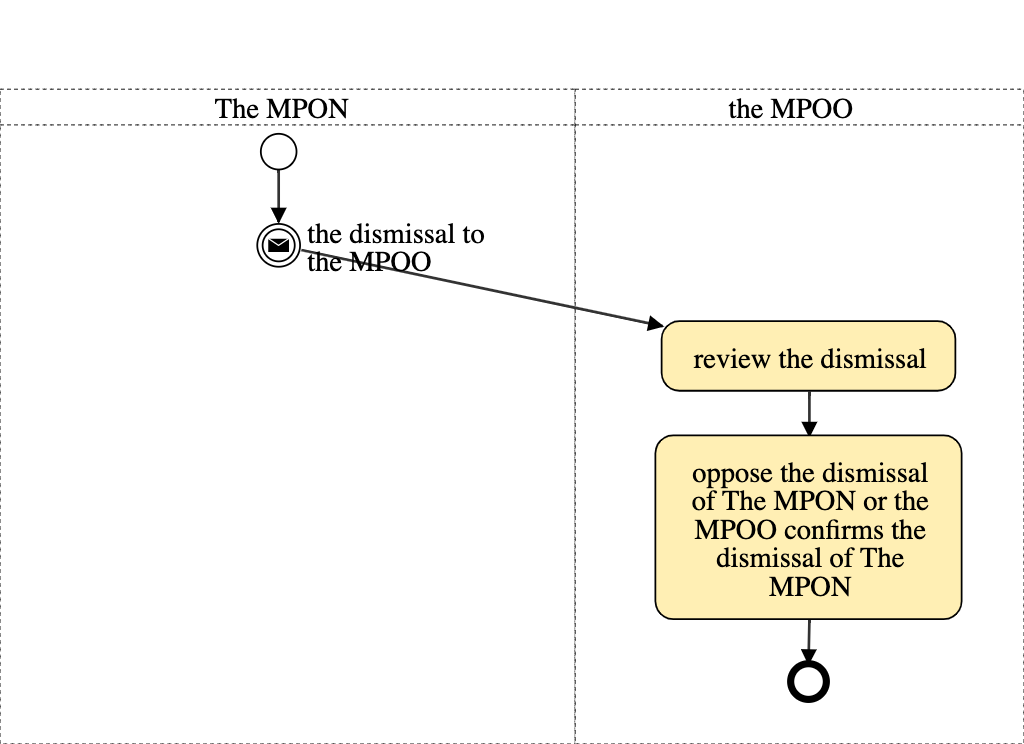 The MPON
the MPOO
the dismissal to
the MPOO
review the dismissal
oppose the dismissal
of The MPON or the
MPOO confirms the
dismissal of The
MPON